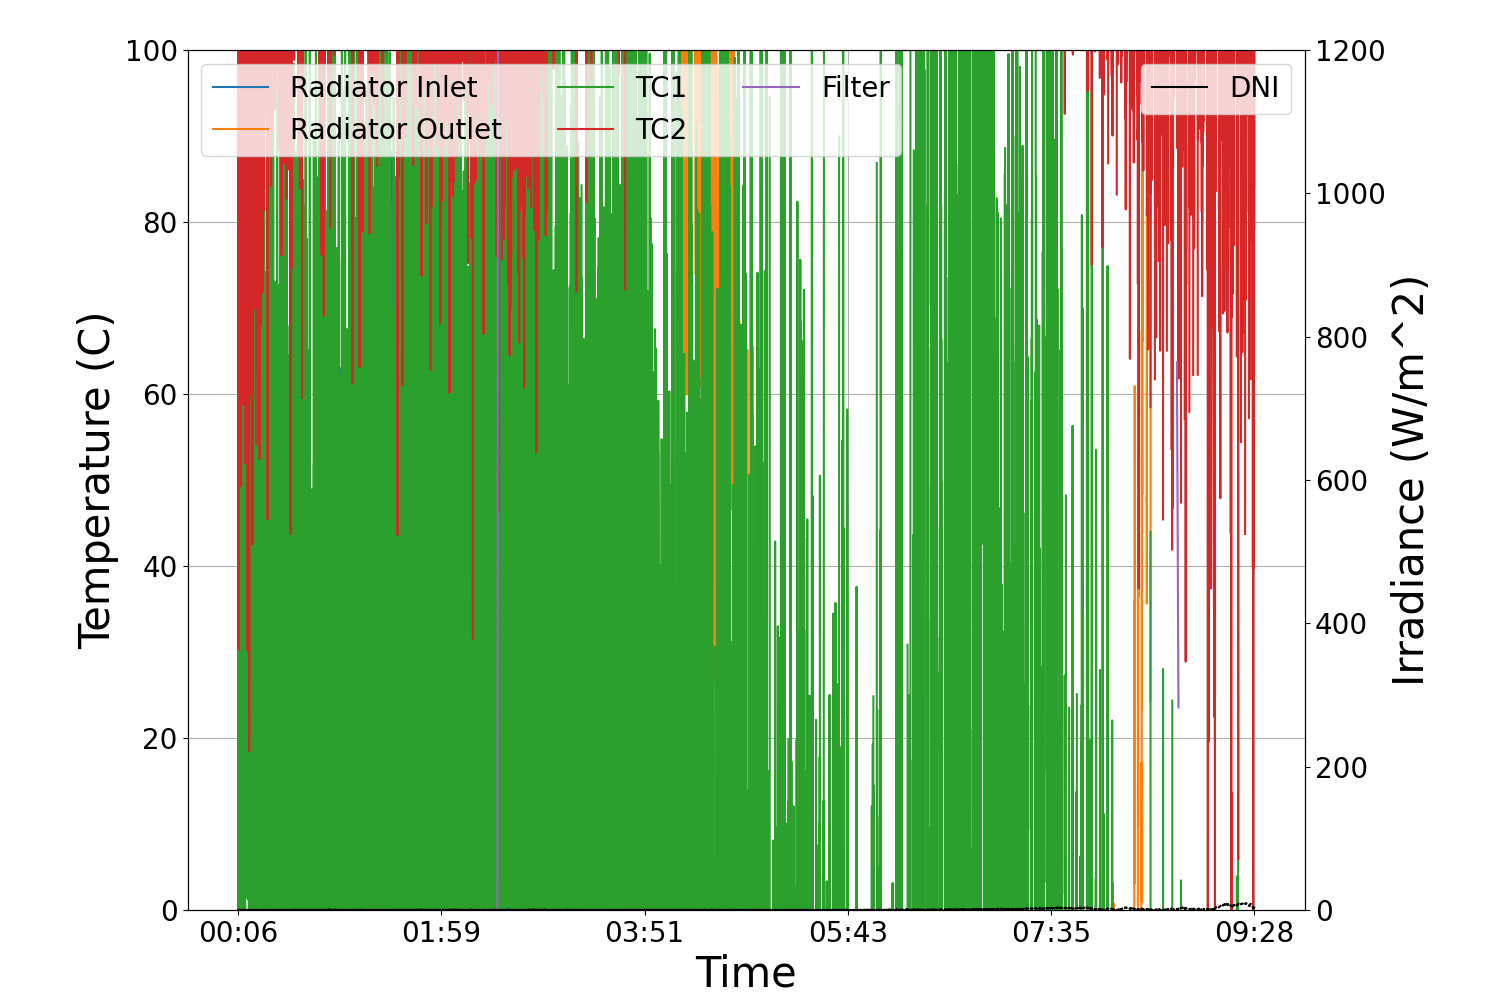 100
80
60
40
20
0
Temperature (C)
Radiator Inlet
Radiator Outlet
TC1
TC2
Filter
DNI
1200
1000
800
600
400
200
0
Irradiance (W/m^2)
00:06 01:59 03:51 05:43 07:35 09:28
Time